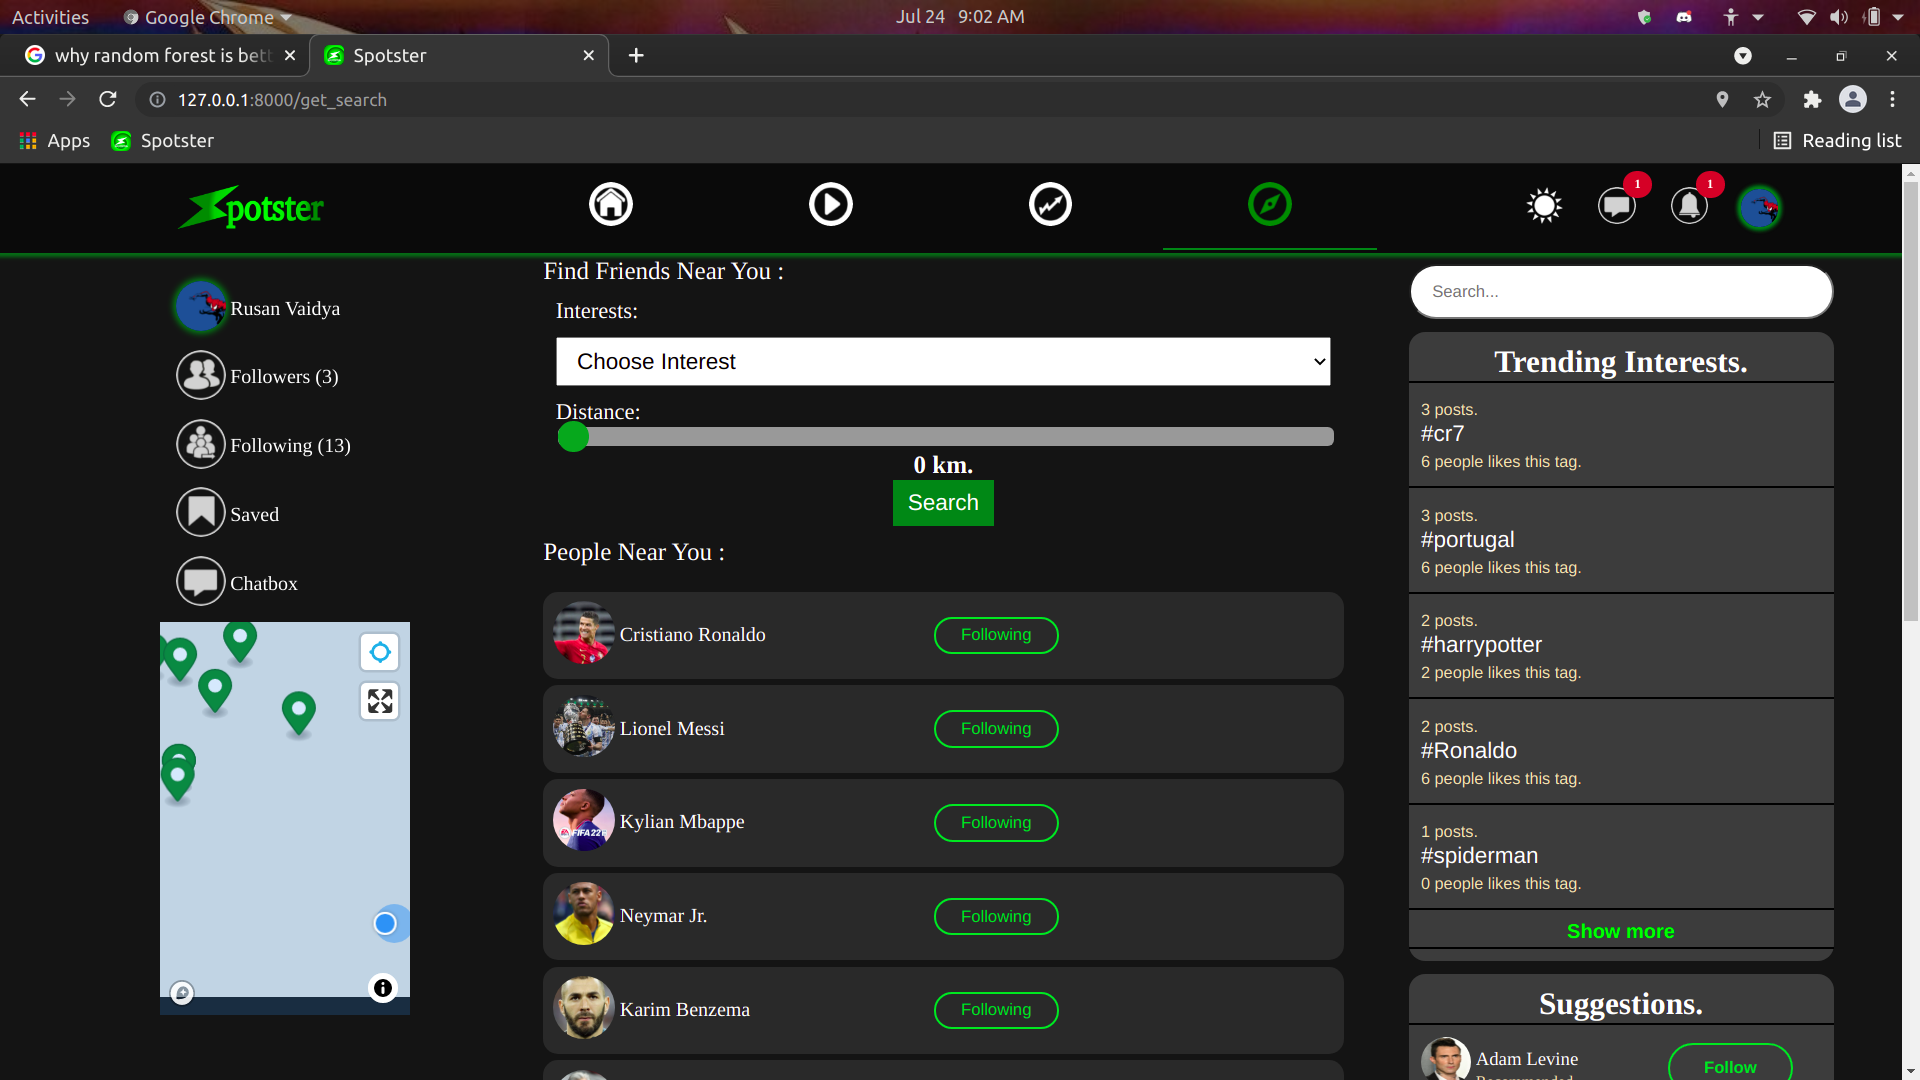 Activities
Google Chrome
Jul 24 9:02 AM
why random forest is bett
Spotster
127.0.0.1:8000/get_search
Apps
Spotster
Reading list
Spotster
1
1
Rusan Vaidya
Followers (3)
Following (13)
Saved
Chatbox
Find Friends Near You :
Interests:
Choose Interest
Distance:
0 km.
Search
People Near You :
Cristiano Ronaldo
Following
Lionel Messi
Following
Kylian Mbappe
Following
Neymar Jr.
Following
Karim Benzema
Following
Search...
Trending Interests.
3 posts.
#cr7
6 people likes this tag.
3 posts.
#portugal
6 people likes this tag.
2 posts.
#harrypotter
2 people likes this tag.
2 posts.
#Ronaldo
6 people likes this tag.
1 posts.
#spiderman
0 people likes this tag.
Show more
Suggestions.
Adam Levine
Follow